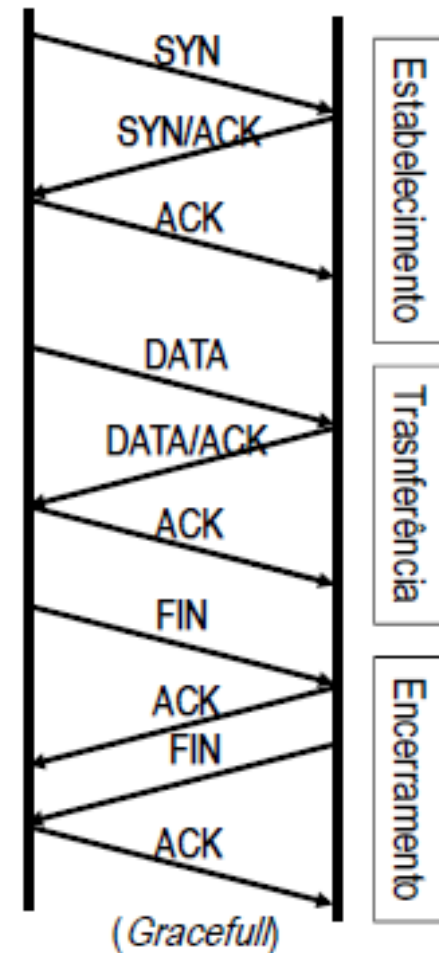 SYN
SYN/ACK
ACK
Estabelecimento
DATA
DATA/ACK
ACK
Trasnferência
FIN
ACK
FIN
ACK
Encerramento
(Gracefull)